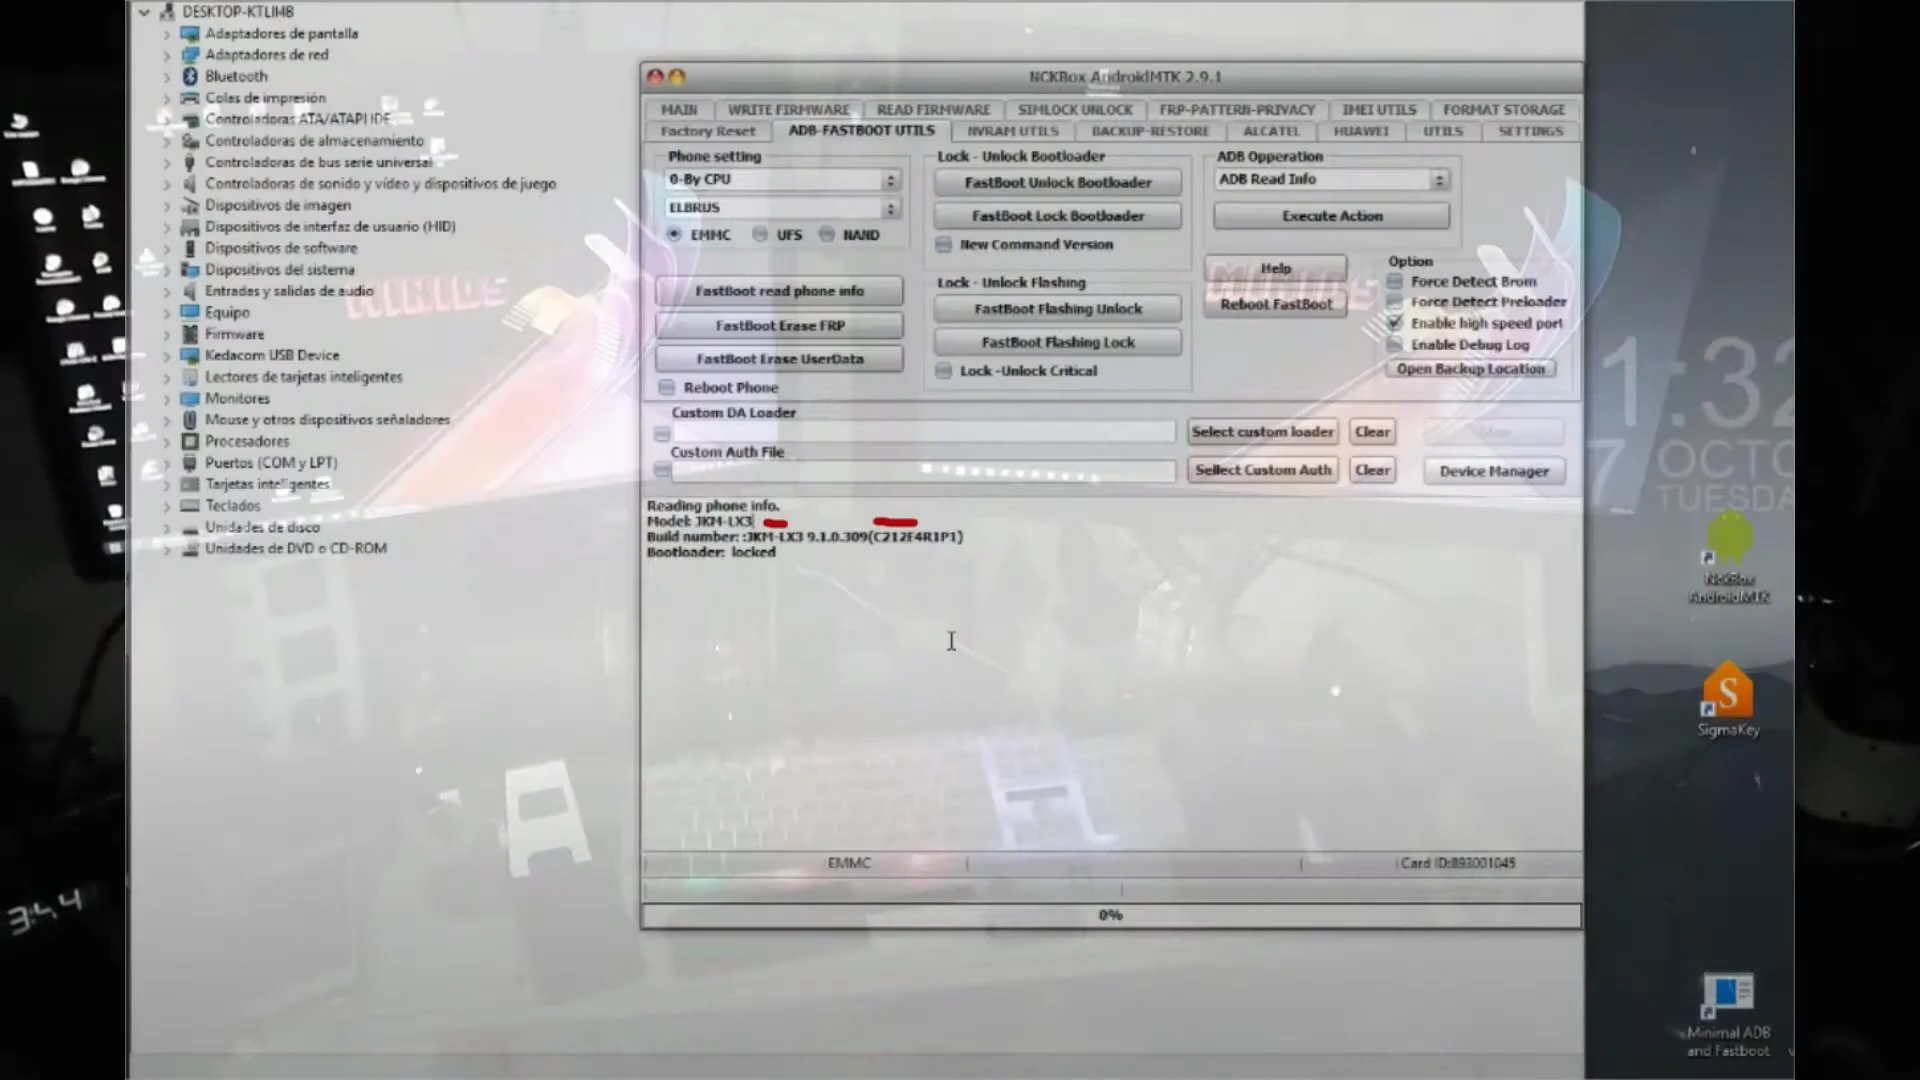 DESKTOP-KTLII4B
Adaptadores de pantalla
Adaptadores de red
Bluetooth
Colas de impresión
Controladoras ATA/ATAPI IDE
Controladoras de almacenamiento
Controladoras de bus serie universal
Controladoras de sonido y vídeo y dispositivos de juego
Dispositivos de imagen
Dispositivos de interfaz de usuario (HID)
Dispositivos de software
Dispositivos del sistema
Entradas y salidas de audio
Equipo
Firmware
Kedacom USB Device
Lectores de tarjetas inteligentes
Monitores
Mouse y otros dispositivos señaladores
Procesadores
Puertos (COM y LPT)
Tarjetas inteligentes
Teclados
Unidades de disco
Unidades de DVD o CD-ROM
NCKBox AndroidMTK 2.9.1
MAIN WRITE FIRMWARE READ FIRMWARE SIMLOCK UNLOCK FRP-PATTERN-PRIVACY IMEI UTILS FORMAT STORAGE
Factory Reset ADB-FASTBOOT UTILS NVRAM UTILS BACKUP-RESTORE ALCATEL HUAWEI UTILS SETTINGS
Phone setting
0-By CPU
ELBRUS
EMMC UFS NAND
FastBoot read phone info
FastBoot Erase FRP
FastBoot Erase UserData
Reboot Phone
Lock - Unlock Bootloader
FastBoot Unlock Bootloader
FastBoot Lock Bootloader
New Command Version
Lock - Unlock Flashing
FastBoot Flashing Unlock
FastBoot Flashing Lock
Lock -Unlock Critical
ADB Opperation
ADB Read Info
Execute Action
Help
Reboot FastBoot
Option
Force Detect Brom
Force Detect Preloader
Enable high speed port
Enable Debug Log
Open Backup Location
Custom DA Loader
Select custom loader Clear
Custom Auth File
Sellect Custom Auth Clear Device Manager
Reading phone info.
Model: JKM-LX3
Build number: :JKM-LX3 9.1.0.309(C212E4R1P1)
Bootloader: locked
EMMC Card ID:893001045
0%
1:32
7 OCTO
TUESDA
NckBox
AndroidMTK
SigmaKey
Minimal ADB
and Fastboot
3:44